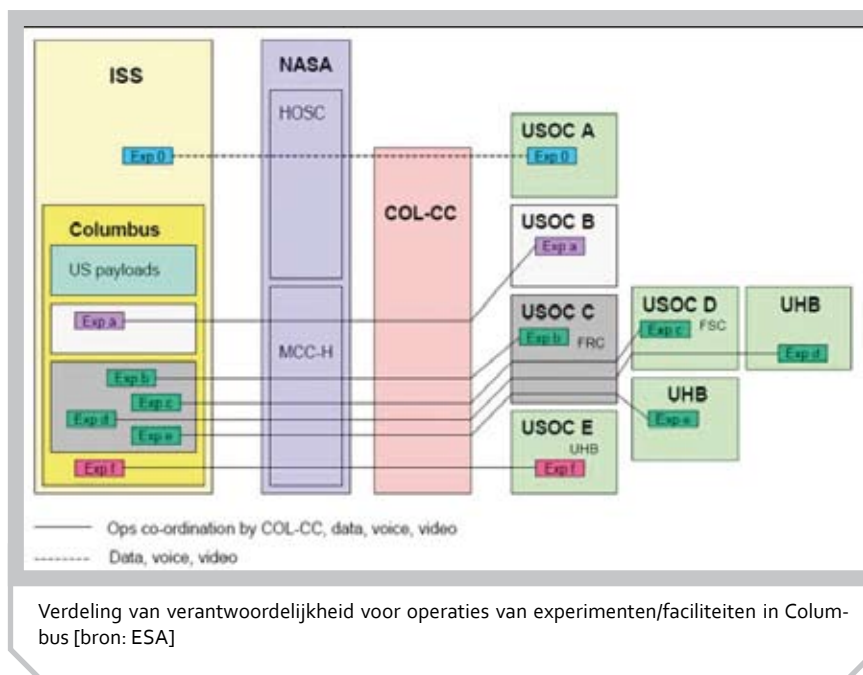 ISS
NASA
HOSC
Exp 0
USOC A
Exp 0
COL-CC
Columbus
US payloads
USOC B
Exp a
Exp a
MCC-H
USOC C
Exp b
FRC
USOC D
Exp c
FSC
UHB
Exp d
Exp b
Exp c
Exp d
Exp e
UHB
Exp e
USOC E
UHB
Exp f
Exp f
Ops co-ordination by COL-CC, data, voice, video
Data, voice, video
Verdeling van verantwoordelijkheid voor operaties van experimenten/faciliteiten in Colum-
bus [bron: ESA]